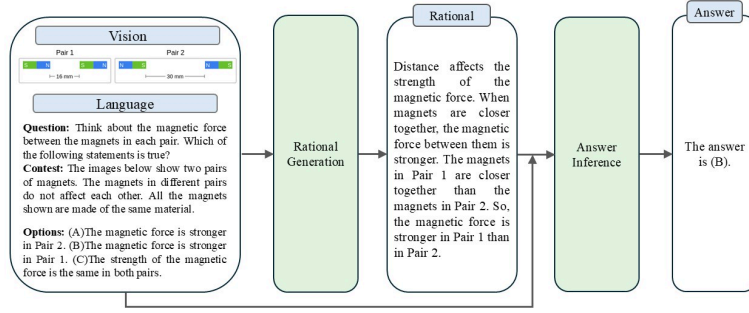 Vision
Pair 1 Pair 2
S N S N N S N S
16 mm 30 mm
Language
Question: Think about the magnetic force
between the magnets in each pair. Which of
the following statements is true?
Contest: The images below show two pairs
of magnets. The magnets in different pairs
do not affect each other. All the magnets
shown are made of the same material.
Options: (A)The magnetic force is stronger
in Pair 2. (B)The magnetic force is stronger
in Pair 1. (C)The strength of the magnetic
force is the same in both pairs.
Rational
Generation
Rational
Distance affects the
strength of the
magnetic force. When
magnets are closer
together, the magnetic
force between them is
stronger. The magnets
in Pair 1 are closer
together than the
magnets in Pair 2. So,
the magnetic force is
stronger in Pair 1 than
in Pair 2.
Answer
Inference
Answer
The answer
is (B).